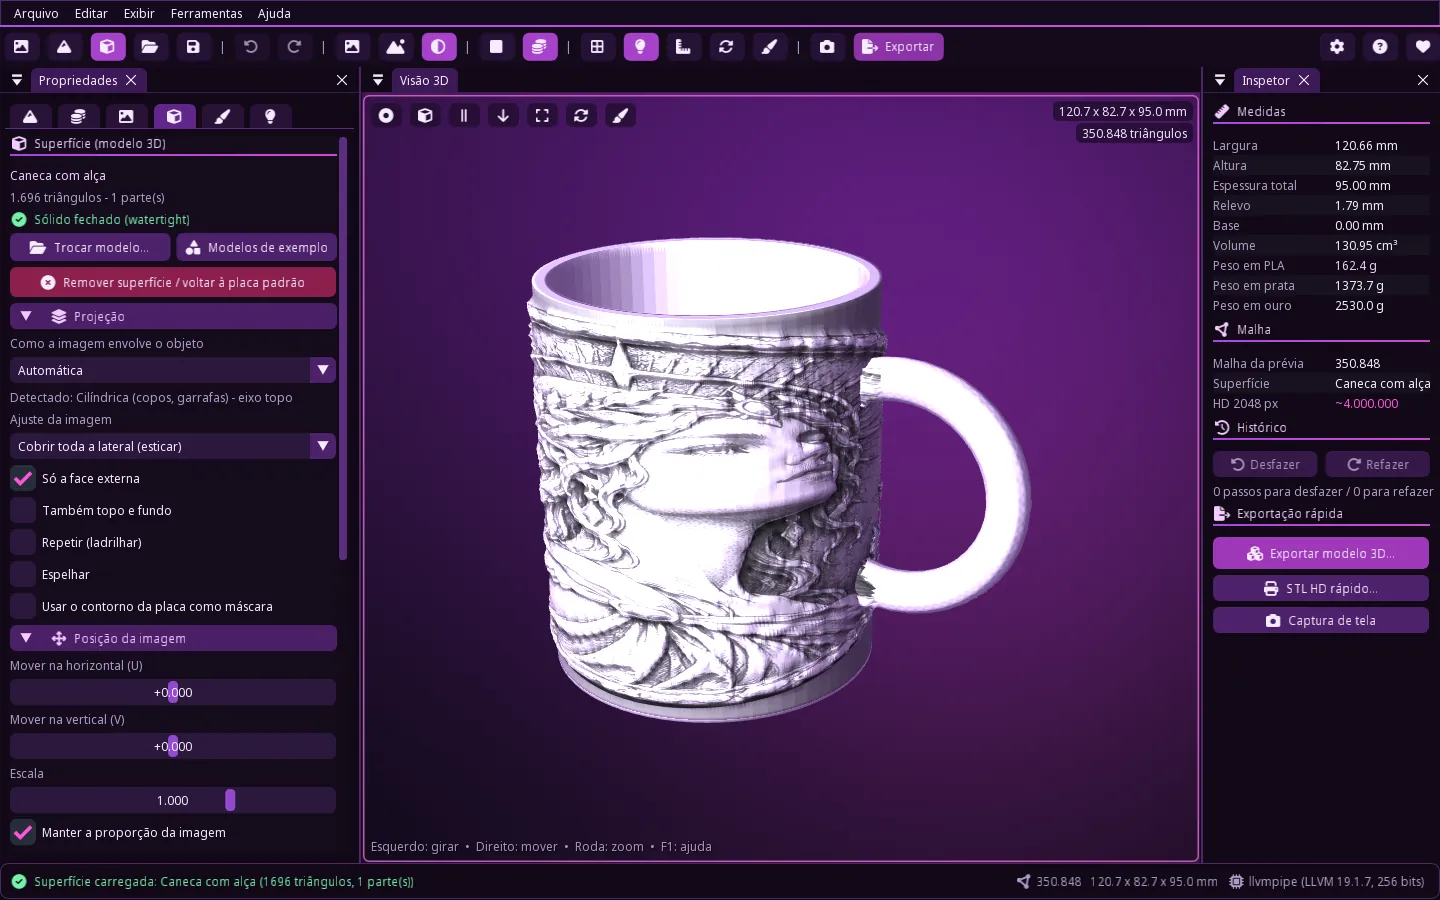 Arquivo Editar Exibir Ferramentas Ajuda
Exportar
Propriedades
Superfície (modelo 3D)
Caneca com alça
1.696 triângulos - 1 parte(s)
Sólido fechado (watertight)
Trocar modelo... Modelos de exemplo
Remover superfície / voltar à placa padrão
Projeção
Como a imagem envolve o objeto
Automática
Detectado: Cilíndrica (copos, garrafas) - eixo topo
Ajuste da imagem
Cobrir toda a lateral (esticar)
Só a face externa
Também topo e fundo
Repetir (ladrilhar)
Espelhar
Usar o contorno da placa como máscara
Posição da imagem
Mover na horizontal (U)
+0.000
Mover na vertical (V)
+0.000
Escala
1.000
Manter a proporção da imagem
Visão 3D
120.7 x 82.7 x 95.0 mm
350.848 triângulos
Esquerdo: girar • Direito: mover • Roda: zoom • F1: ajuda
Inspetor
Medidas
Largura 120.66 mm
Altura 82.75 mm
Espessura total 95.00 mm
Relevo 1.79 mm
Base 0.00 mm
Volume 130.95 cm³
Peso em PLA 162.4 g
Peso em prata 1373.7 g
Peso em ouro 2530.0 g
Malha
Malha da prévia 350.848
Superfície Caneca com alça
HD 2048 px ~4.000.000
Histórico
Desfazer Refazer
0 passos para desfazer / 0 para refazer
Exportação rápida
Exportar modelo 3D...
STL HD rápido...
Captura de tela
Superfície carregada: Caneca com alça (1696 triângulos, 1 parte(s))
350.848 120.7 x 82.7 x 95.0 mm llvmpipe (LLVM 19.1.7, 256 bits)